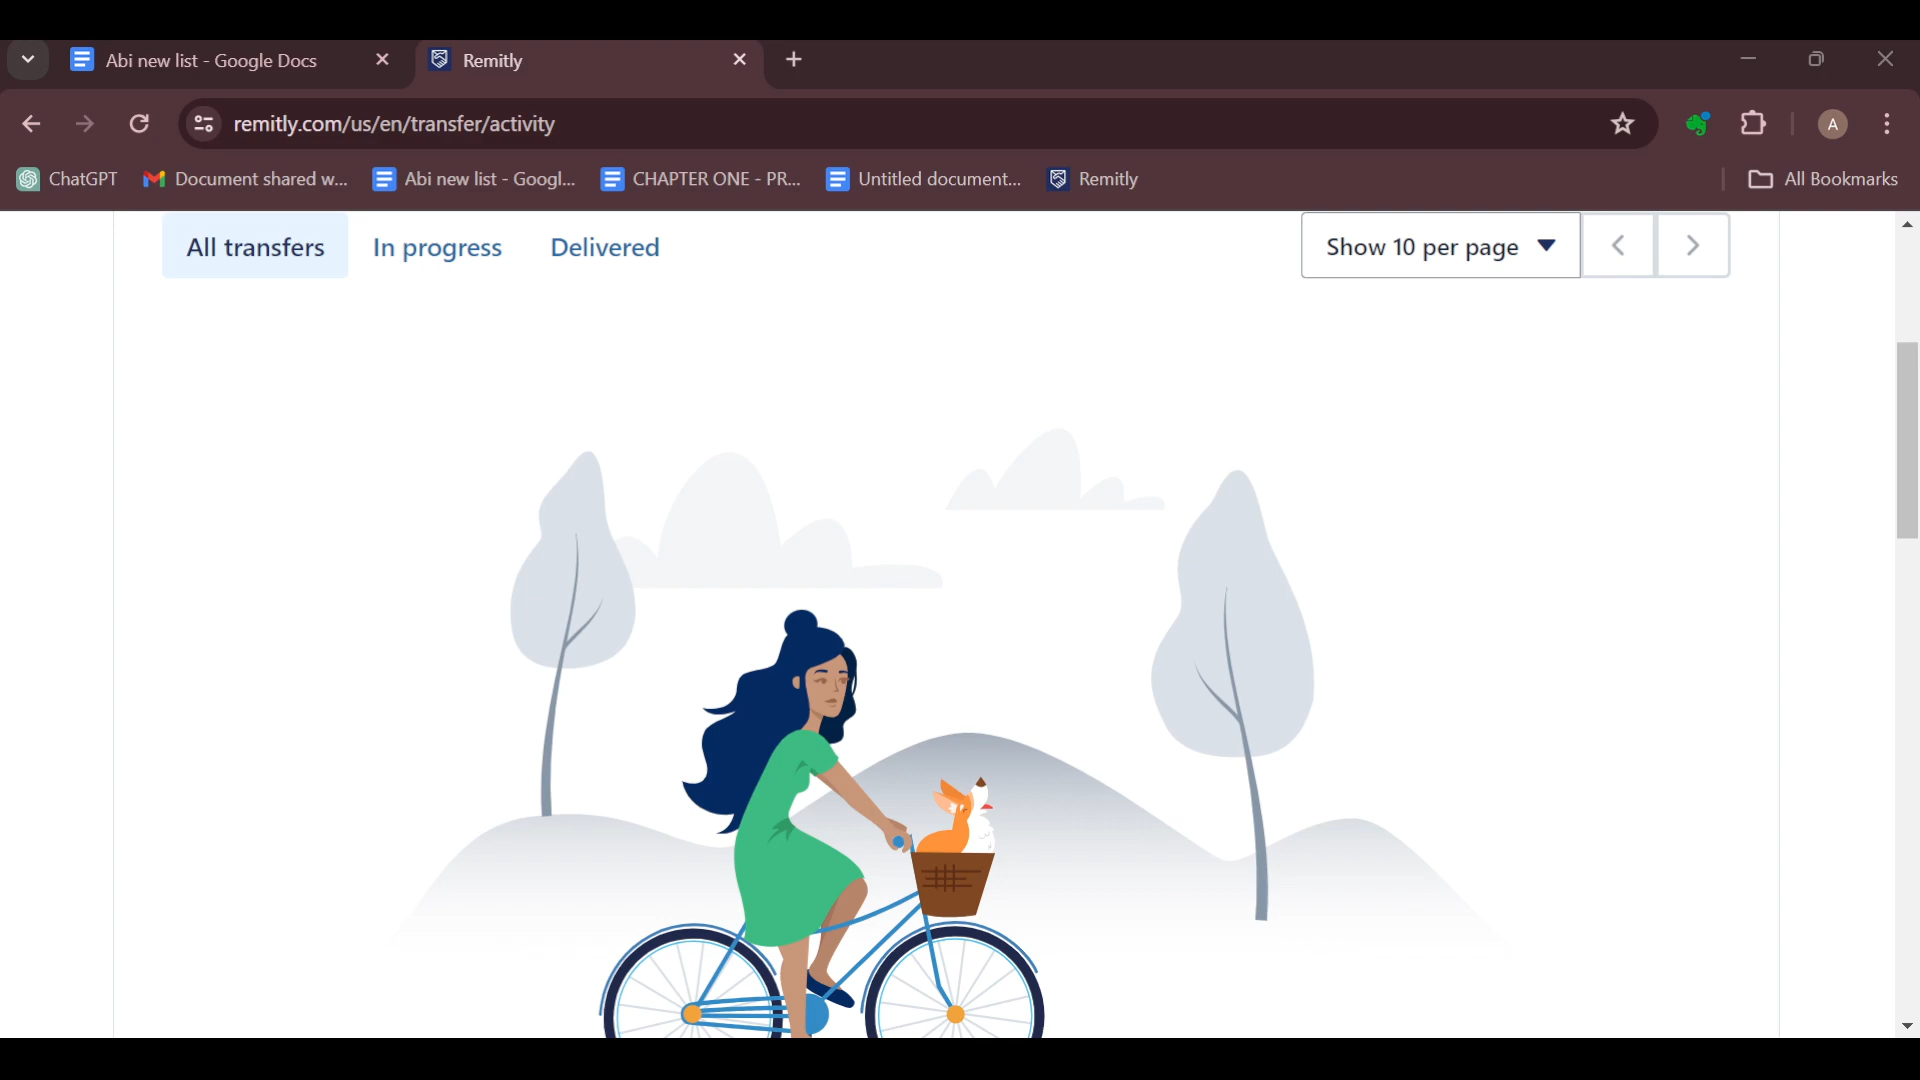 Abi new list - Google Docs
Remitly
remitly.com/us/en/transfer/activity
A
ChatGPT
Document shared w...
Abi new list - Googl...
CHAPTER ONE - PR...
Untitled document...
Remitly
All Bookmarks
All transfers
In progress
Delivered
Show 10 per page